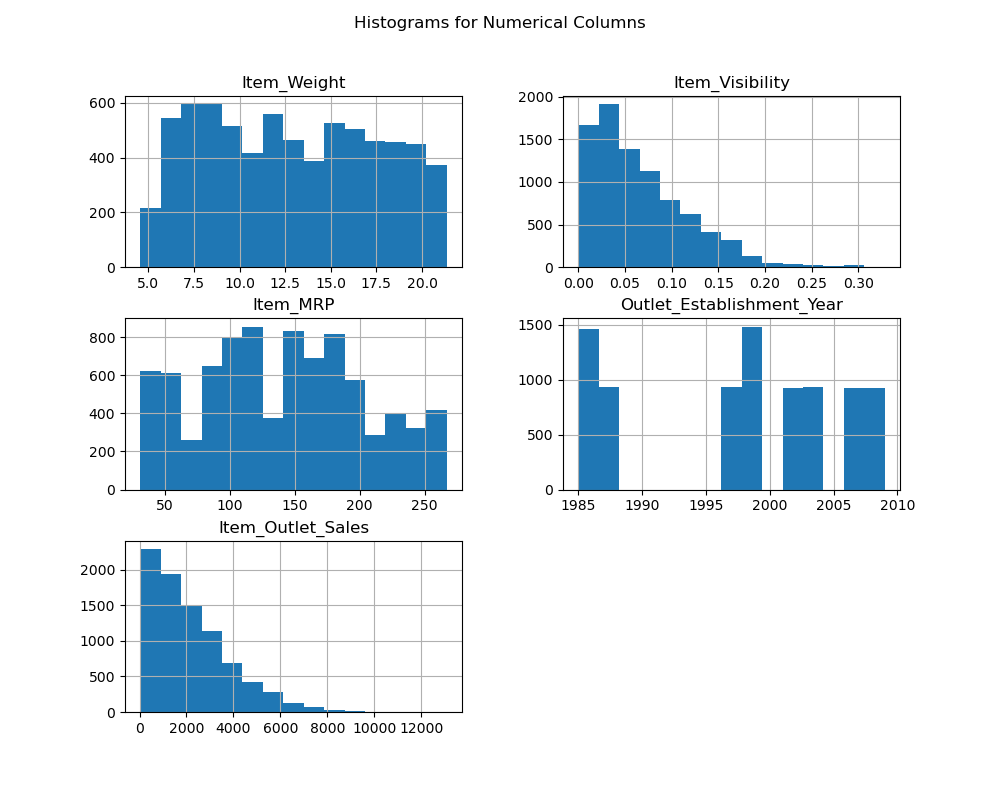 Histograms for Numerical Columns
Item_Weight
600
400
200
0
5.0 7.5 10.0 12.5 15.0 17.5 20.0
Item_Visibility
2000
1500
1000
500
0
0.00 0.05 0.10 0.15 0.20 0.25 0.30
Item_MRP
800
600
400
200
0
50 100 150 200 250
Outlet_Establishment_Year
1500
1000
500
0
1985 1990 1995 2000 2005 2010
Item_Outlet_Sales
2000
1500
1000
500
0
0 2000 4000 6000 8000 10000 12000